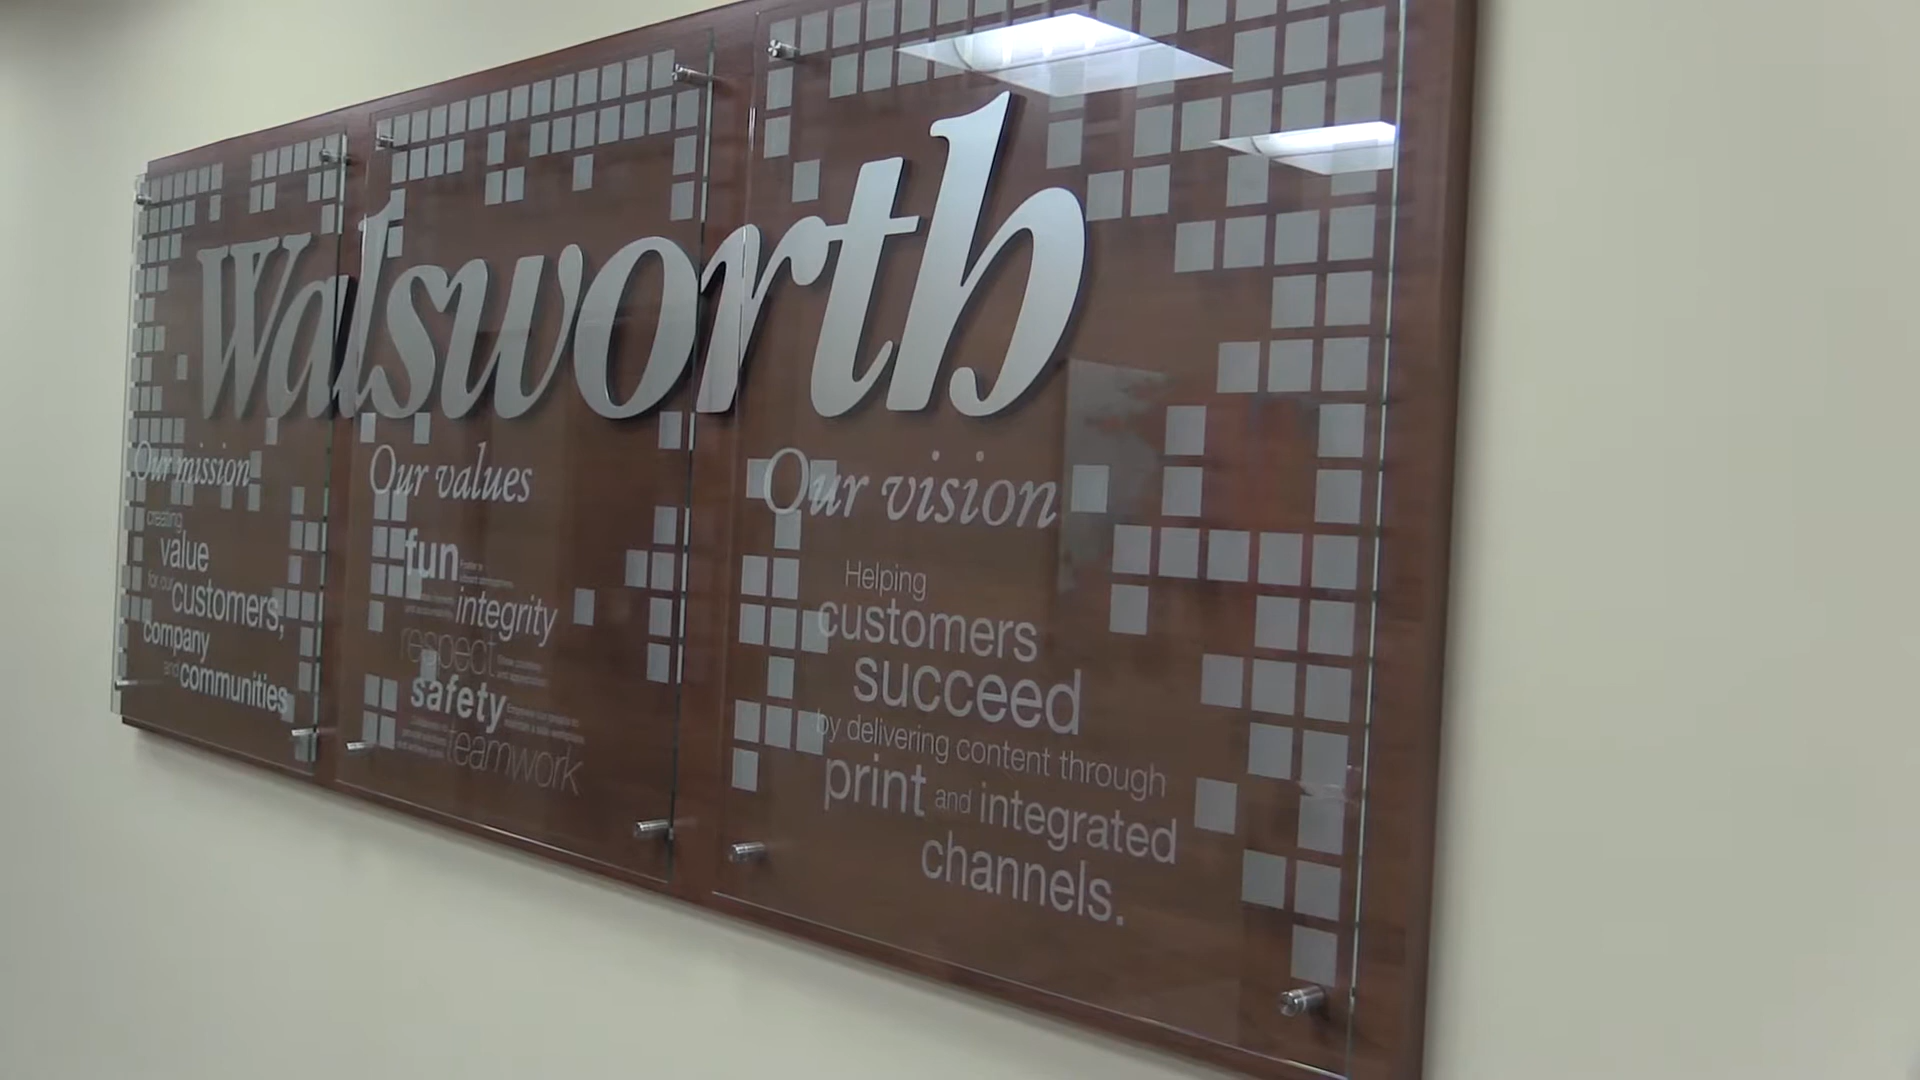 Walsworth
Our mission
creating
value
for our customers,
company
and communities
Our values
fun
integrity
respect
safety
teamwork
Our vision
Helping
customers
succeed
by delivering content through
print and integrated
channels.